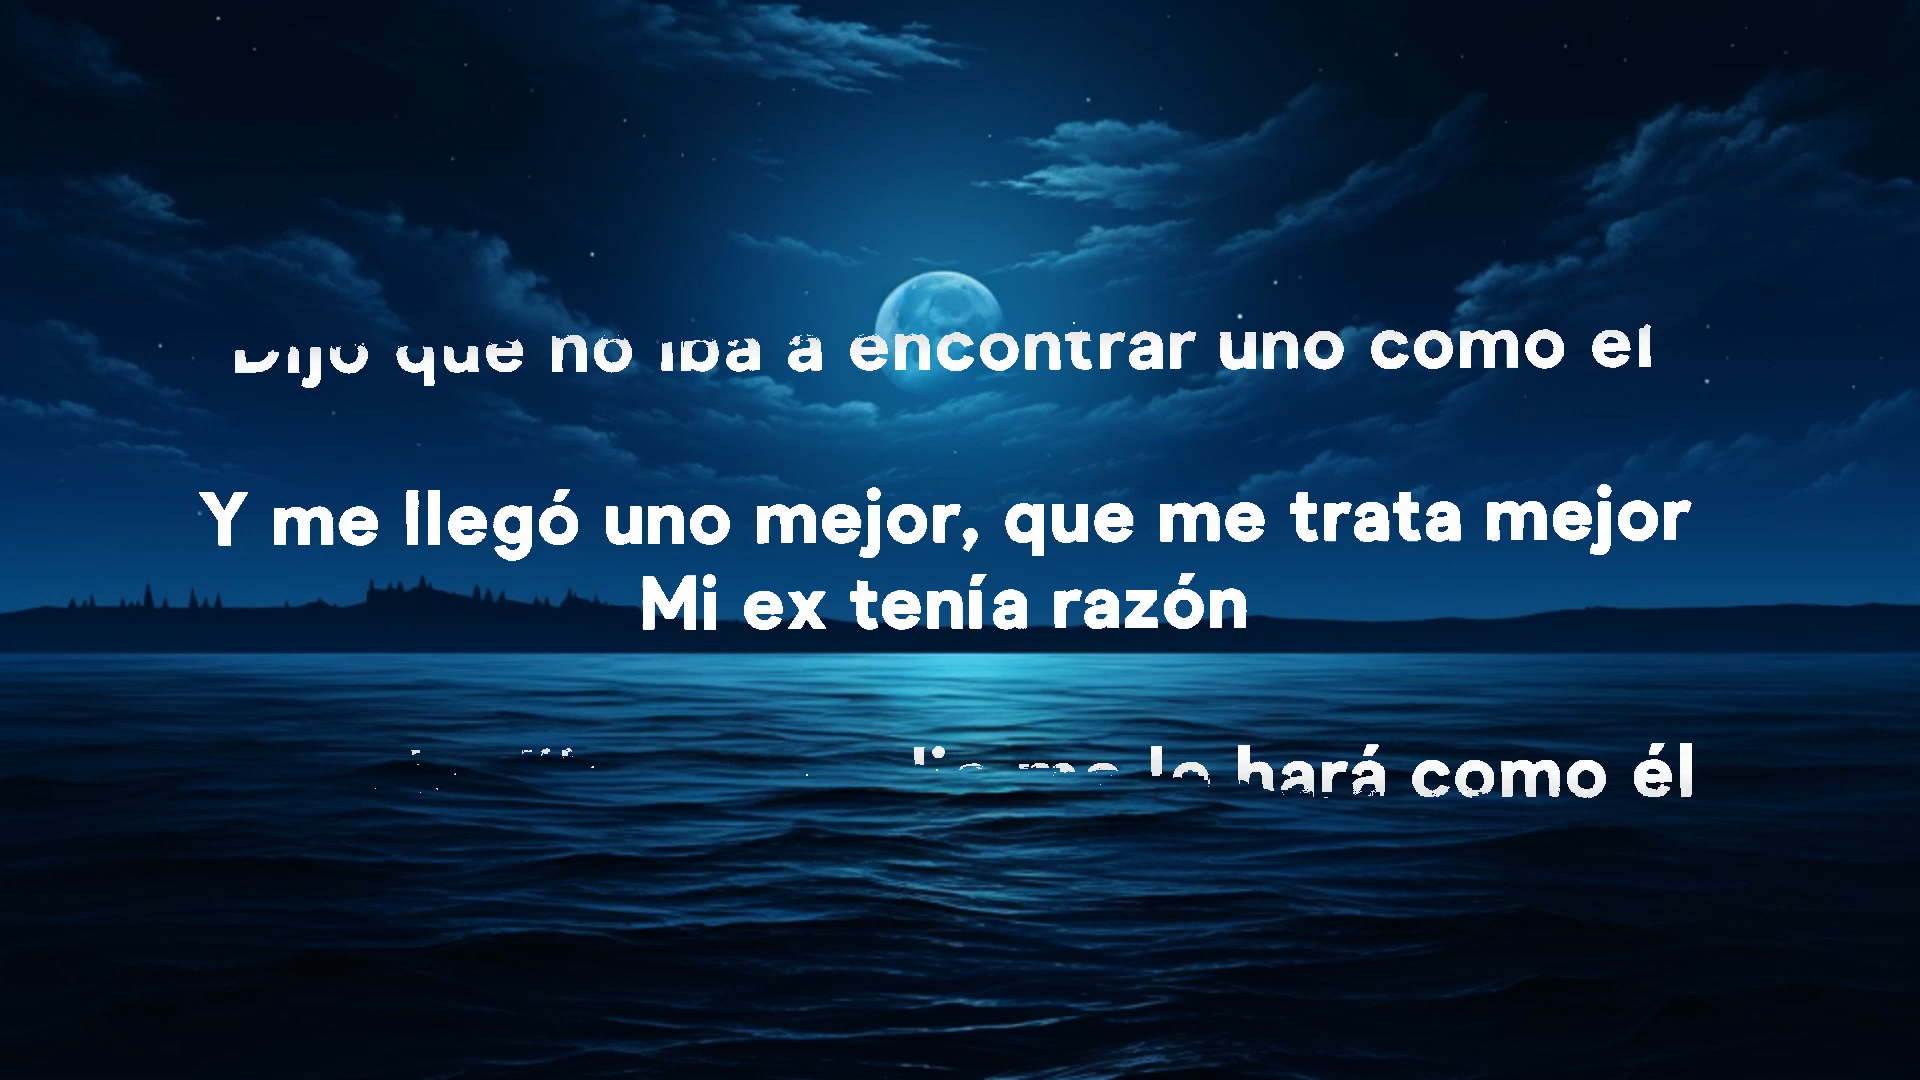 Dijo que no iba a encontrar uno como él
Y me llegó uno mejor, que me trata mejor
Mi ex tenía razón
me lo hará como él